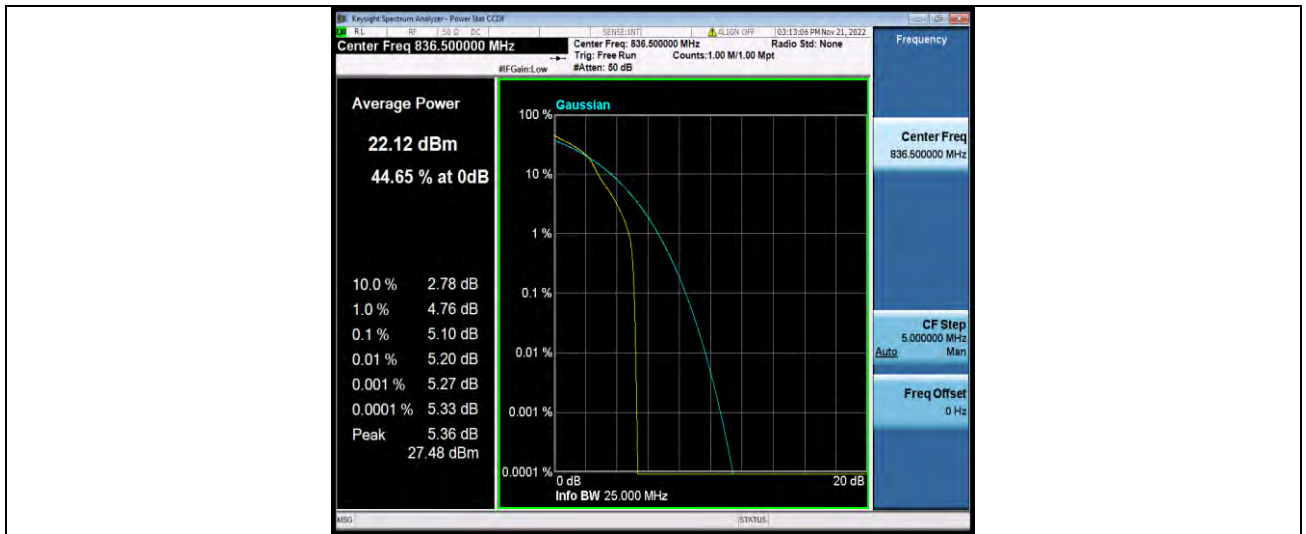 Keysight Spectrum Analyzer - Power Stat CCDF
RL RF 50 Ω DC SENSE:INT ALIGN OFF 03:13:06 PM Nov 21, 2022
Center Freq 836.500000 MHz
Center Freq: 836.500000 MHz Radio Std: None
Trig: Free Run Counts:1.00 M/1.00 Mpt
#IFGain:Low #Atten: 50 dB
Frequency
Average Power
22.12 dBm
44.65 % at 0dB
10.0 % 2.78 dB
1.0 % 4.76 dB
0.1 % 5.10 dB
0.01 % 5.20 dB
0.001 % 5.27 dB
0.0001 % 5.33 dB
Peak 5.36 dB
27.48 dBm
Gaussian
100 %
10 %
1 %
0.1 %
0.01 %
0.001 %
0.0001 %
0 dB 20 dB
Info BW 25.000 MHz
Center Freq
836.500000 MHz
CF Step
5.000000 MHz
Auto Man
Freq Offset
0 Hz
MSG STATUS